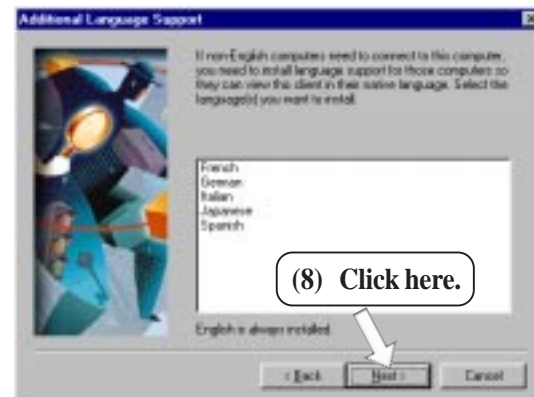 Additional Language Support
If non-English computers need to connect to this computer,
you need to install language support for those computers so
they can view this client in their native language. Select the
language(s) you want to install.
French
German
Italian
Japanese
Spanish
(8) Click here.
English is always installed.
< Back
Next >
Cancel